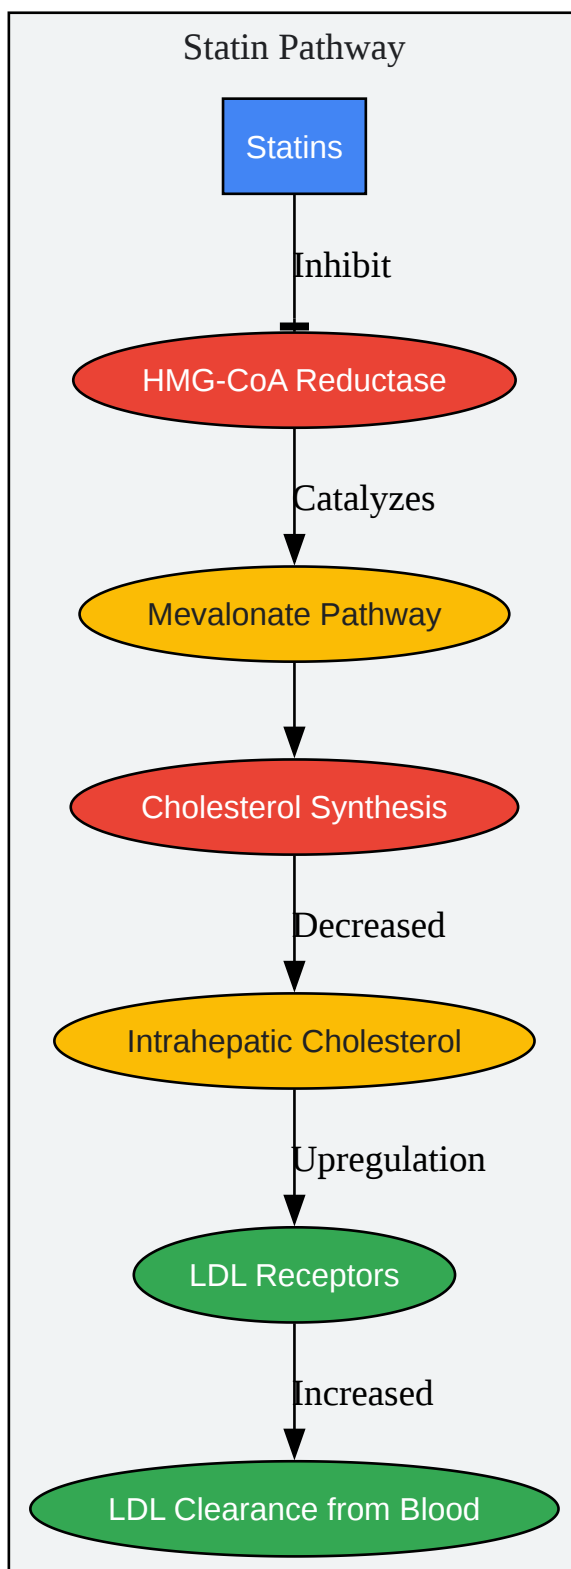 Statin Pathway
Statins
Inhibit
HMG-CoA Reductase
Catalyzes
Mevalonate Pathway
Cholesterol Synthesis
Decreased
Intrahepatic Cholesterol
Upregulation
LDL Receptors
Increased
LDL Clearance from Blood